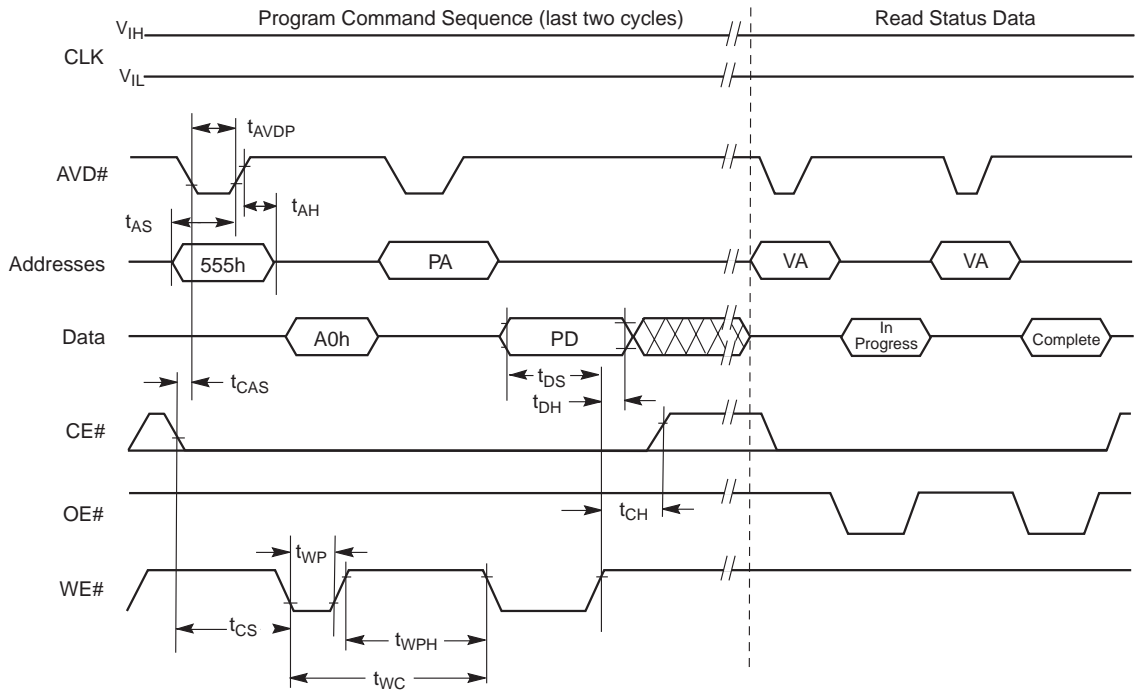 Program Command Sequence (last two cycles) Read Status Data
VIH
CLK
VIL
tAVDP
AVD#
tAS tAH
Addresses 555h PA VA VA
Data A0h PD In Progress Complete
tCAS tDS
tDH
CE#
tCH
OE#
tWP
WE#
tCS tWPH
tWC